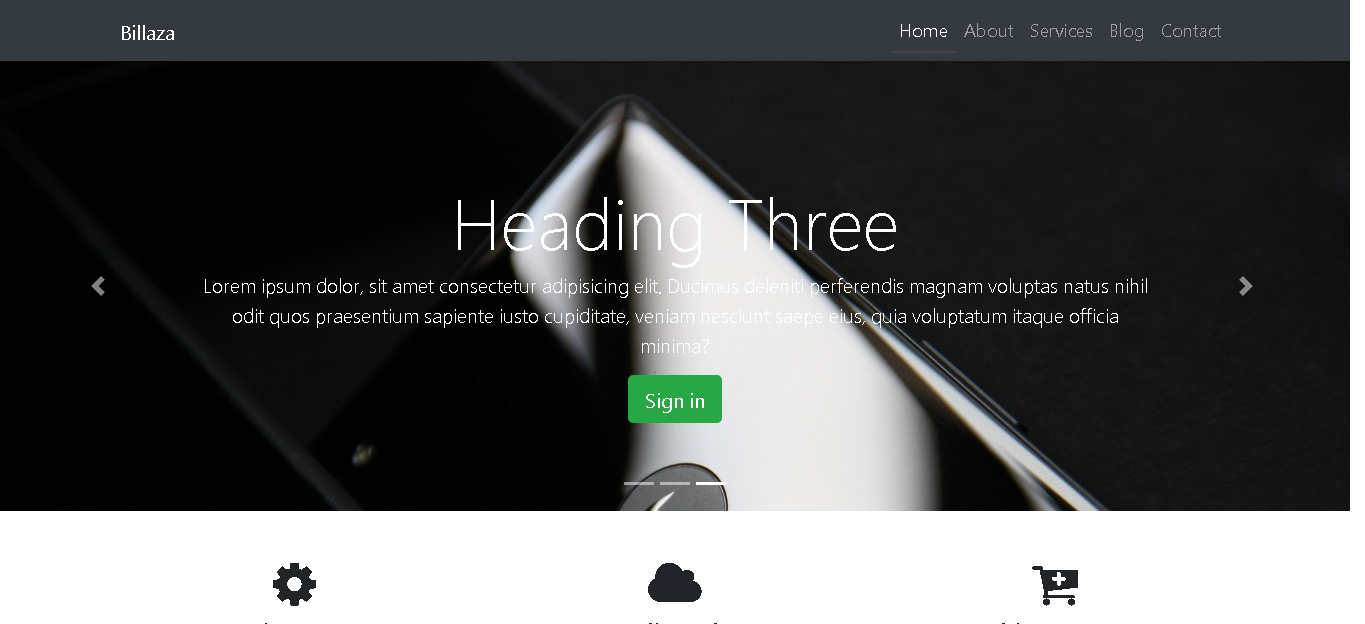 Billaza
Home About Services Blog Contact
Heading Three
Lorem ipsum dolor, sit amet consectetur adipisicing elit. Ducimus deleniti perferendis magnam voluptas natus nihil
odit quos praesentium sapiente iusto cupiditate, veniam nesciunt saepe eius, quia voluptatum itaque officia
minima?
Sign in